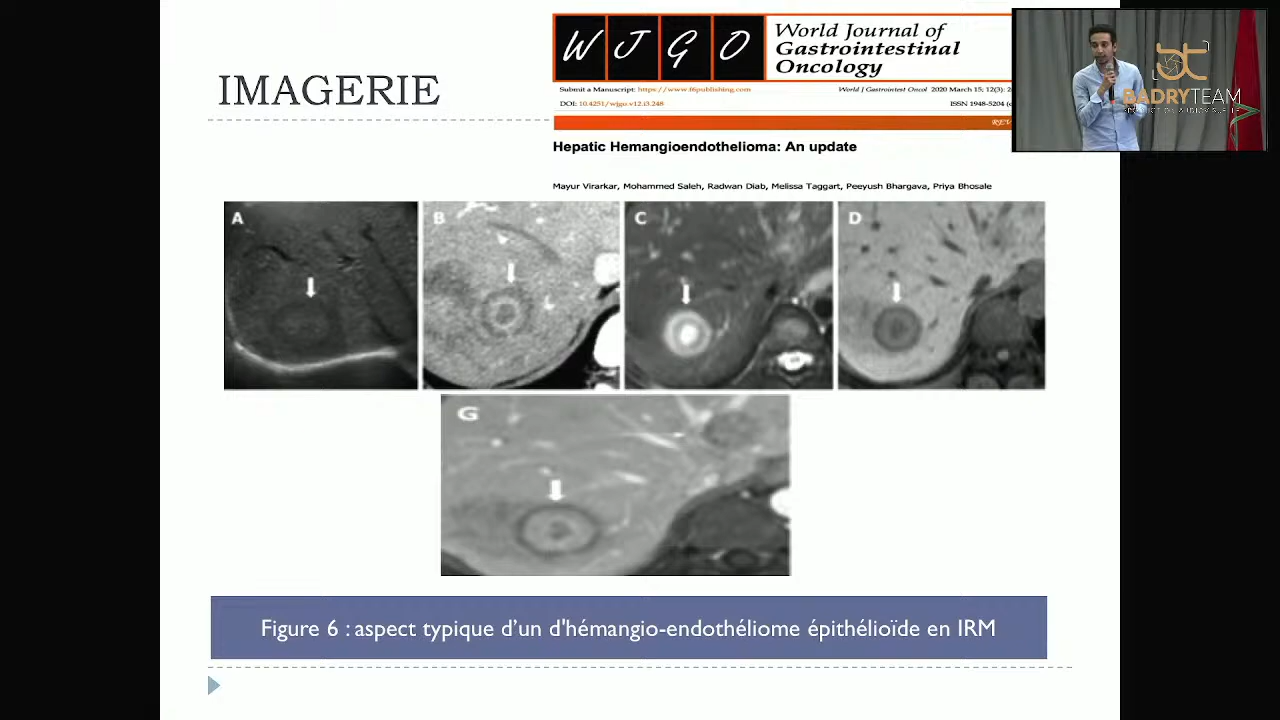 IMAGERIE
W J G O
World Journal of
Gastrointestinal
Oncology
Submit a Manuscript: https://www.f6publishing.com
World J Gastrointest Oncol 2020 March 15; 12(3):
DOI: 10.4251/wjgo.v12.i3.248
ISSN 1948-5204
REV
Hepatic Hemangioendothelioma: An update
Mayur Virarkar, Mohammed Saleh, Radwan Diab, Melissa Taggart, Peeyush Bhargava, Priya Bhosale
A
B
C
D
G
Figure 6 : aspect typique d’un d'hémangio-endothéliome épithélioïde en IRM
BADRYTEAM